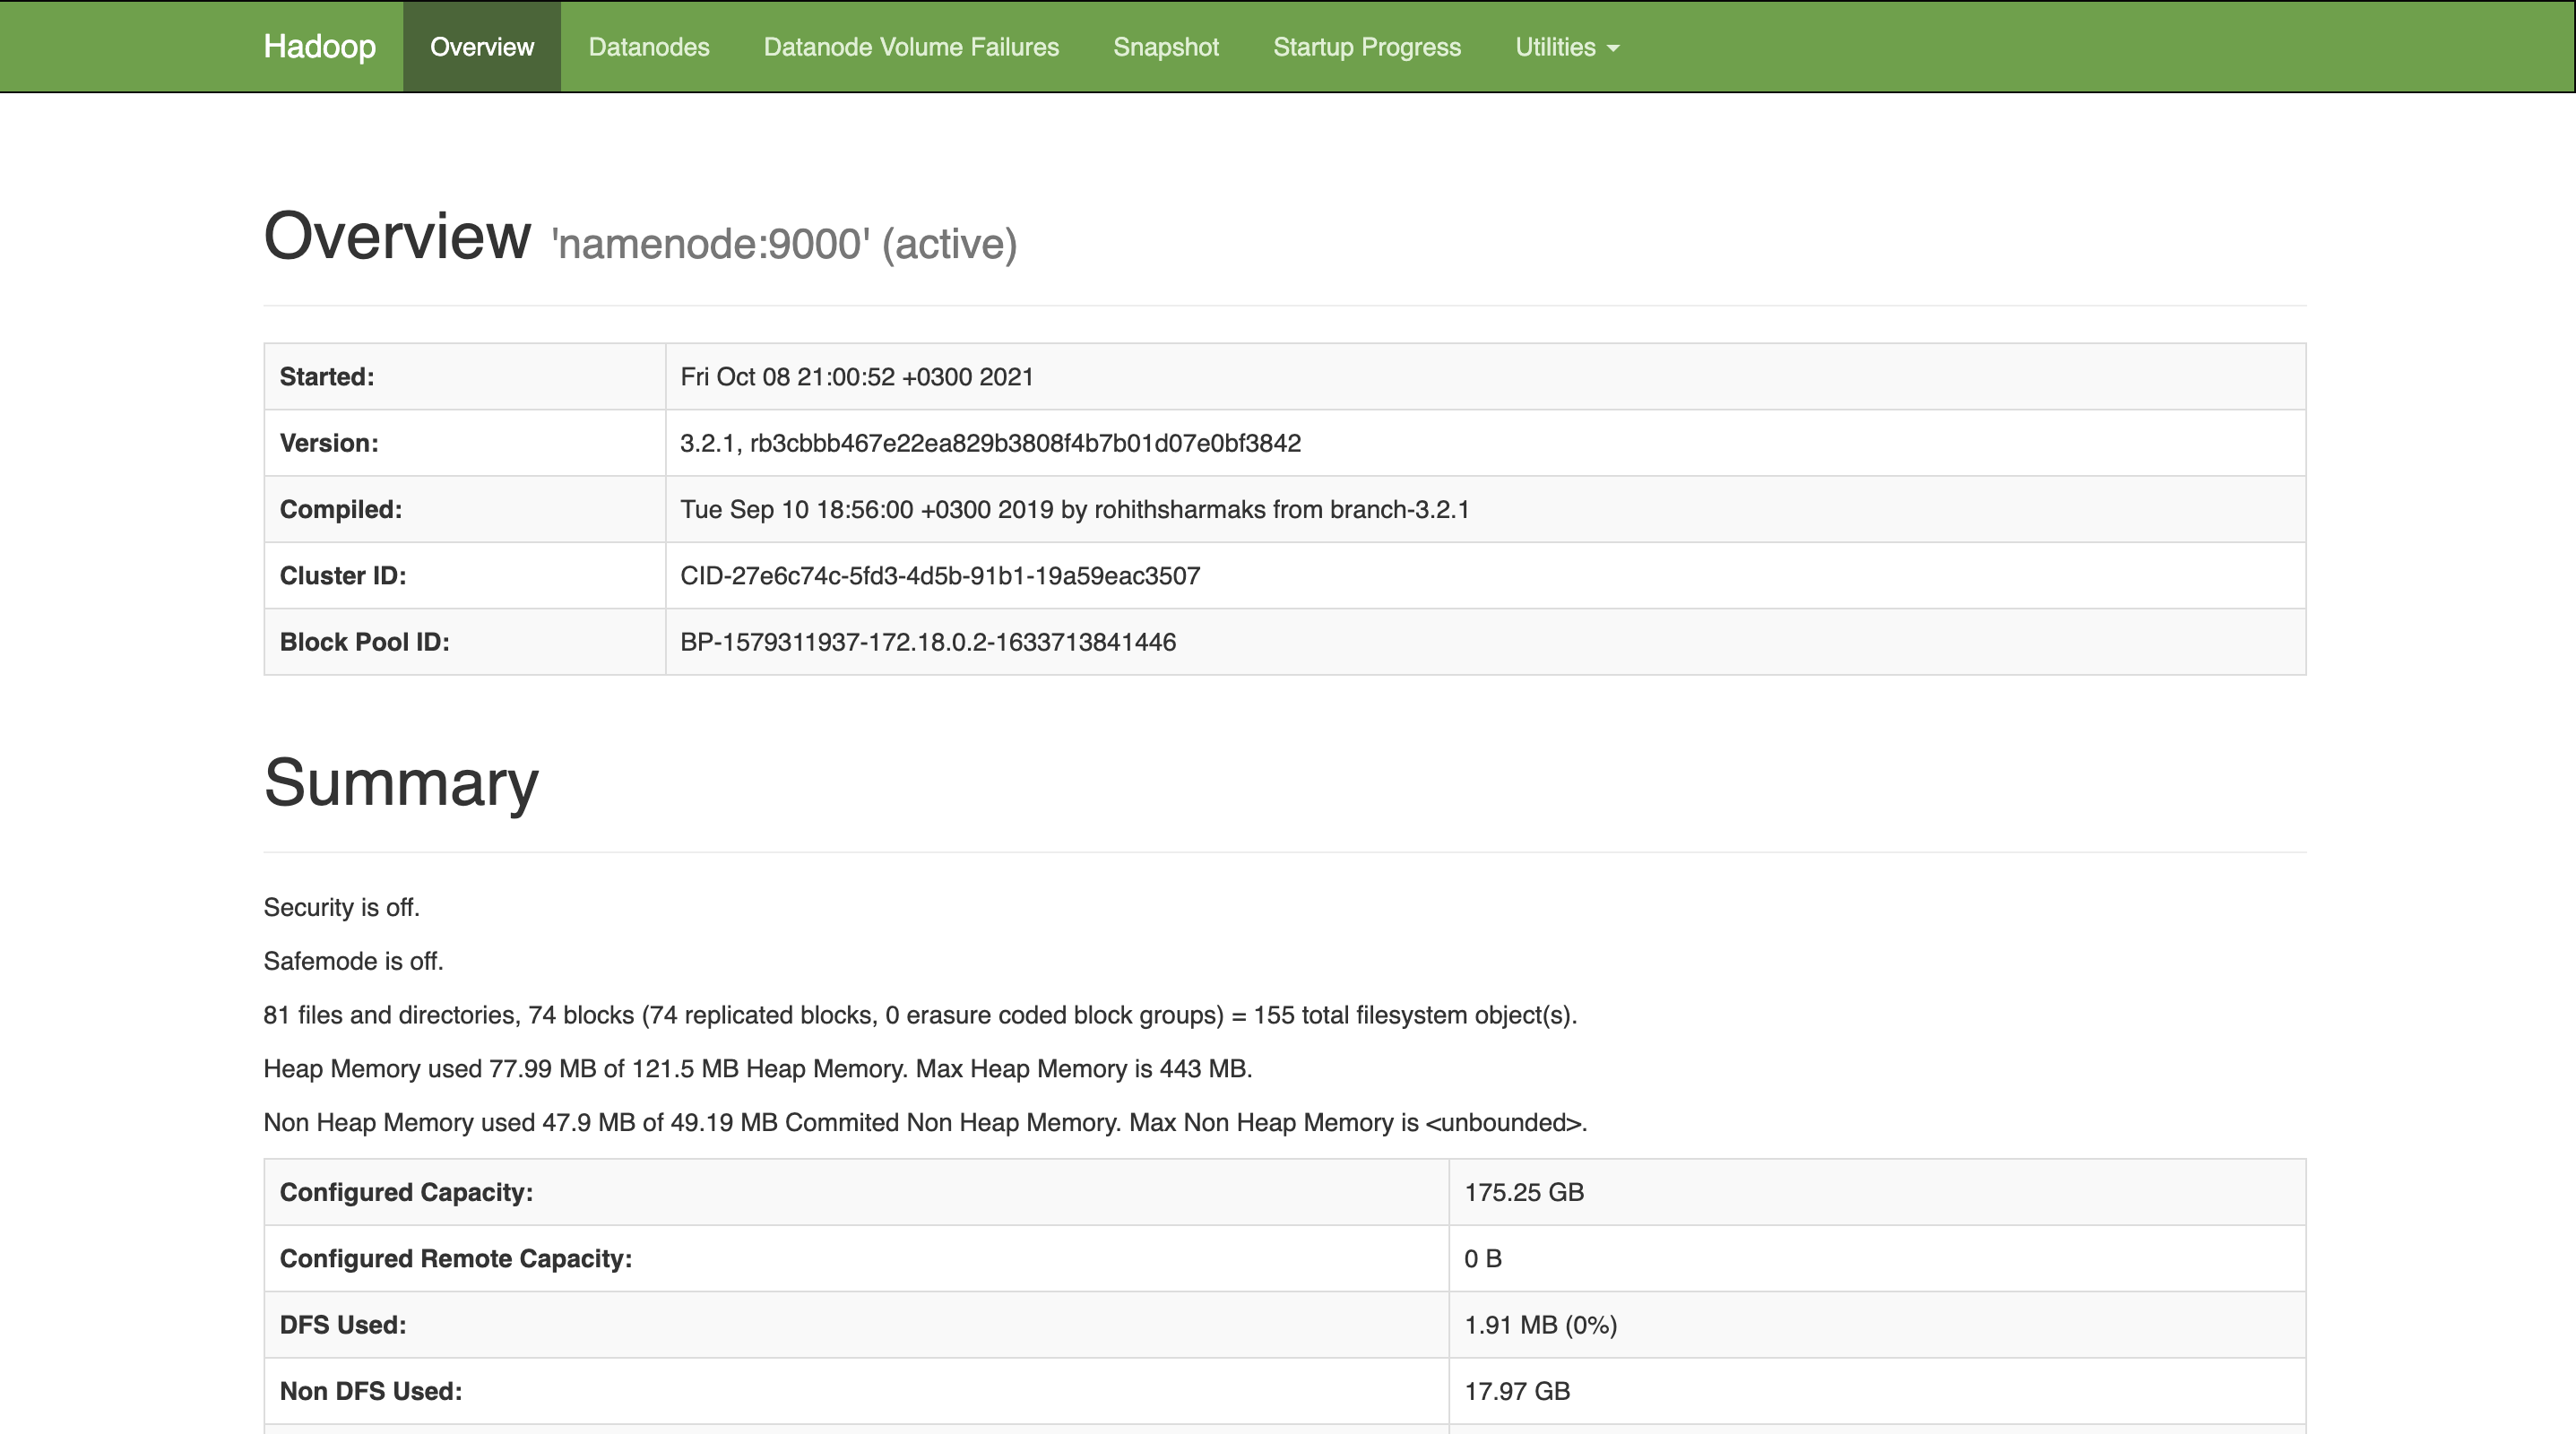 Hadoop Overview Datanodes Datanode Volume Failures Snapshot Startup Progress Utilities
Overview 'namenode:9000' (active)
Started: Fri Oct 08 21:00:52 +0300 2021
Version: 3.2.1, rb3cbbb467e22ea829b3808f4b7b01d07e0bf3842
Compiled: Tue Sep 10 18:56:00 +0300 2019 by rohithsharmaks from branch-3.2.1
Cluster ID: CID-27e6c74c-5fd3-4d5b-91b1-19a59eac3507
Block Pool ID: BP-1579311937-172.18.0.2-1633713841446
Summary
Security is off.
Safemode is off.
81 files and directories, 74 blocks (74 replicated blocks, 0 erasure coded block groups) = 155 total filesystem object(s).
Heap Memory used 77.99 MB of 121.5 MB Heap Memory. Max Heap Memory is 443 MB.
Non Heap Memory used 47.9 MB of 49.19 MB Commited Non Heap Memory. Max Non Heap Memory is <unbounded>.
Configured Capacity: 175.25 GB
Configured Remote Capacity: 0 B
DFS Used: 1.91 MB (0%)
Non DFS Used: 17.97 GB